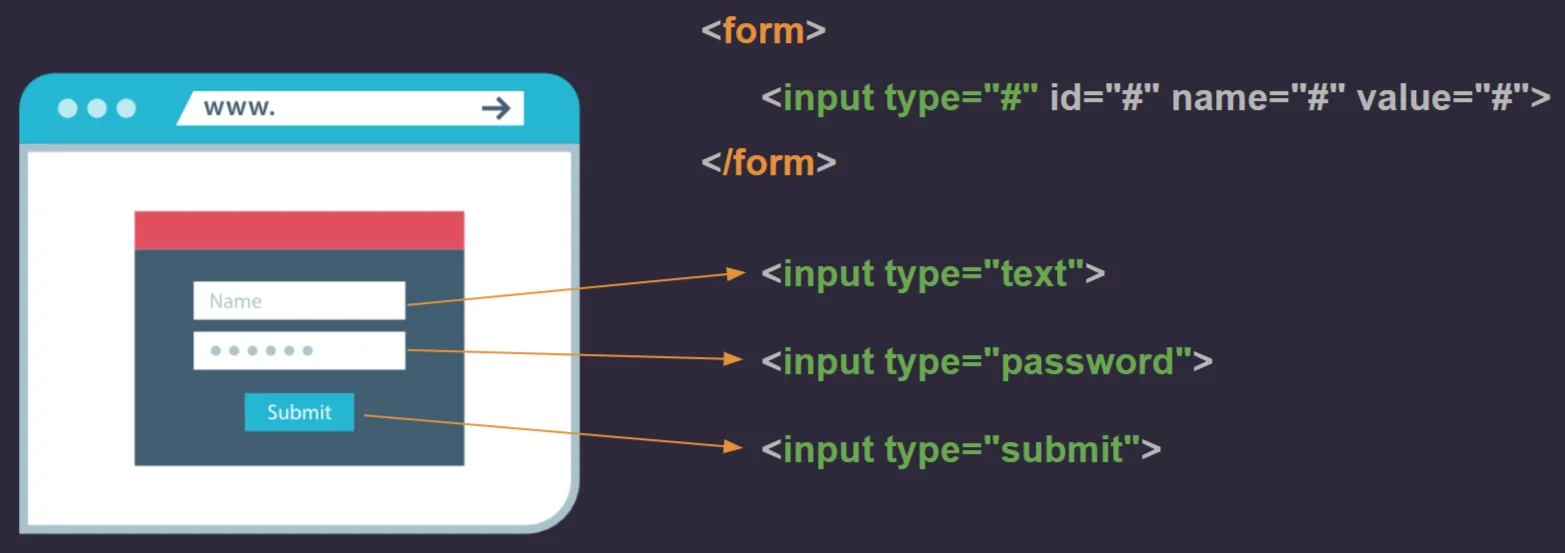 www.
Name
Submit
<form>
<input type="#" id="#" name="#" value="#">
</form>
<input type="text">
<input type="password">
<input type="submit">